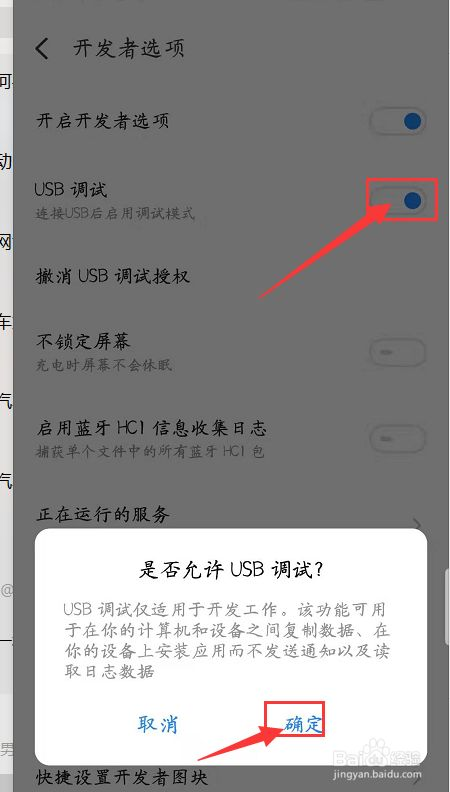 开发者选项
开启开发者选项
USB 调试
连接USB后启用调试模式
撤消 USB 调试授权
不锁定屏幕
充电时屏幕不会休眠
启用蓝牙 HCI 信息收集日志
捕获单个文件中的所有蓝牙 HCI 包
正在运行的服务
是否允许 USB 调试?
USB 调试仅适用于开发工作。该功能可用
于在你的计算机和设备之间复制数据、在
你的设备上安装应用而不发送通知以及读
取日志数据
取消 确定
快捷设置开发者图块
动
网
车
气
气
@
一
男
Bai 经验
jingyan.baidu.com